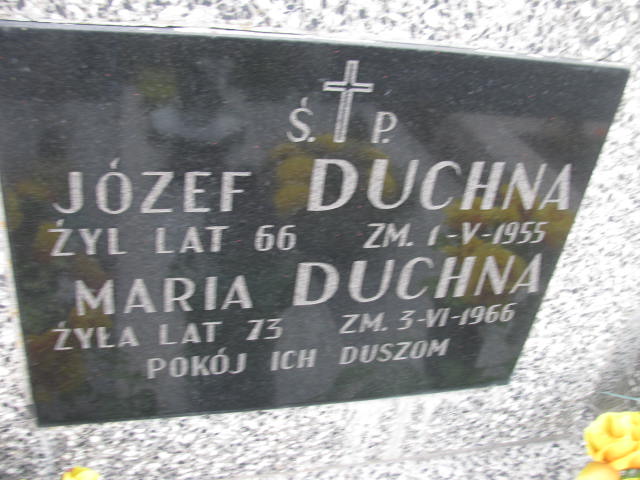 Ś. P.
JÓZEF DUCHNA
ŻYŁ LAT 66 ZM. 1-V-1955
MARIA DUCHNA
ŻYŁA LAT 73 ZM. 3-VI-1966
POKÓJ ICH DUSZOM